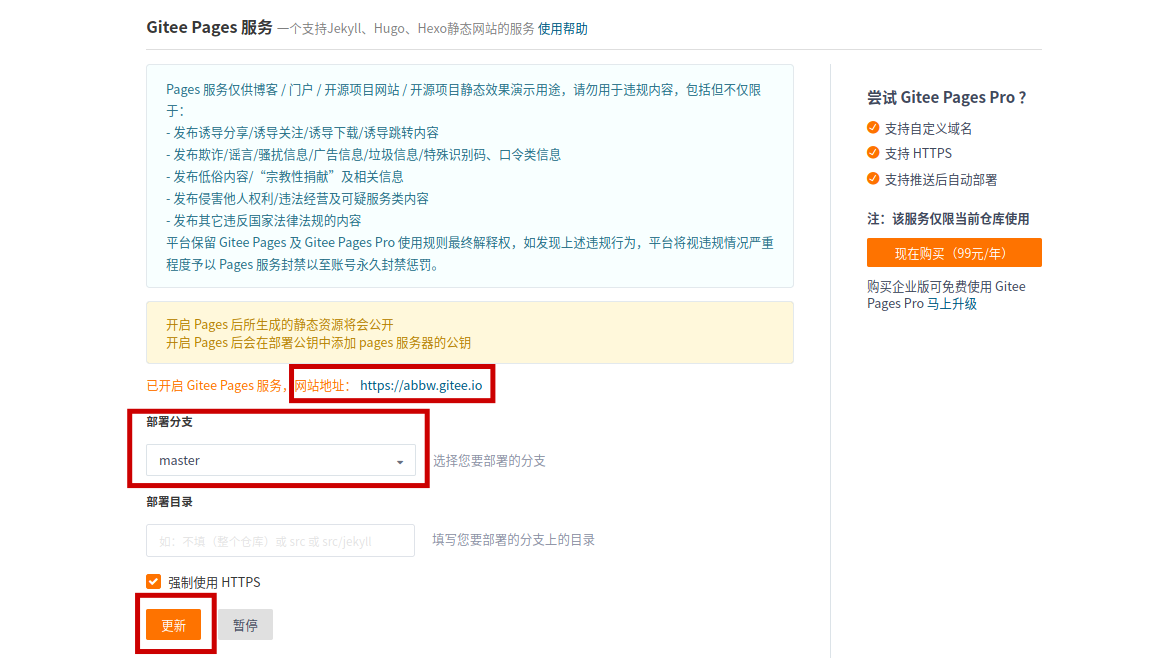 Gitee Pages 服务 一个支持Jekyll、Hugo、Hexo静态网站的服务 使用帮助
Pages 服务仅供博客 / 门户 / 开源项目网站 / 开源项目静态效果演示用途，请勿用于违规内容，包括但不仅限
于：
- 发布诱导分享/诱导关注/诱导下载/诱导跳转内容
- 发布欺诈/谣言/骚扰信息/广告信息/垃圾信息/特殊识别码、口令类信息
- 发布低俗内容/“宗教性捐献”及相关信息
- 发布侵害他人权利/违法经营及可疑服务类内容
- 发布其它违反国家法律法规的内容
平台保留 Gitee Pages 及 Gitee Pages Pro 使用规则最终解释权，如发现上述违规行为，平台将视违规情况严重
程度予以 Pages 服务封禁以至账号永久封禁惩罚。
开启 Pages 后所生成的静态资源将会公开
开启 Pages 后会在部署公钥中添加 pages 服务器的公钥
已开启 Gitee Pages 服务，网站地址： https://abbw.gitee.io
部署分支
master 选择您要部署的分支
部署目录
如：不填（整个仓库）或 src 或 src/jekyll 填写您要部署的分支上的目录
强制使用 HTTPS
更新 暂停
尝试 Gitee Pages Pro ？
支持自定义域名
支持 HTTPS
支持推送后自动部署
注：该服务仅限当前仓库使用
现在购买（99元/年）
购买企业版可免费使用 Gitee
Pages Pro 马上升级